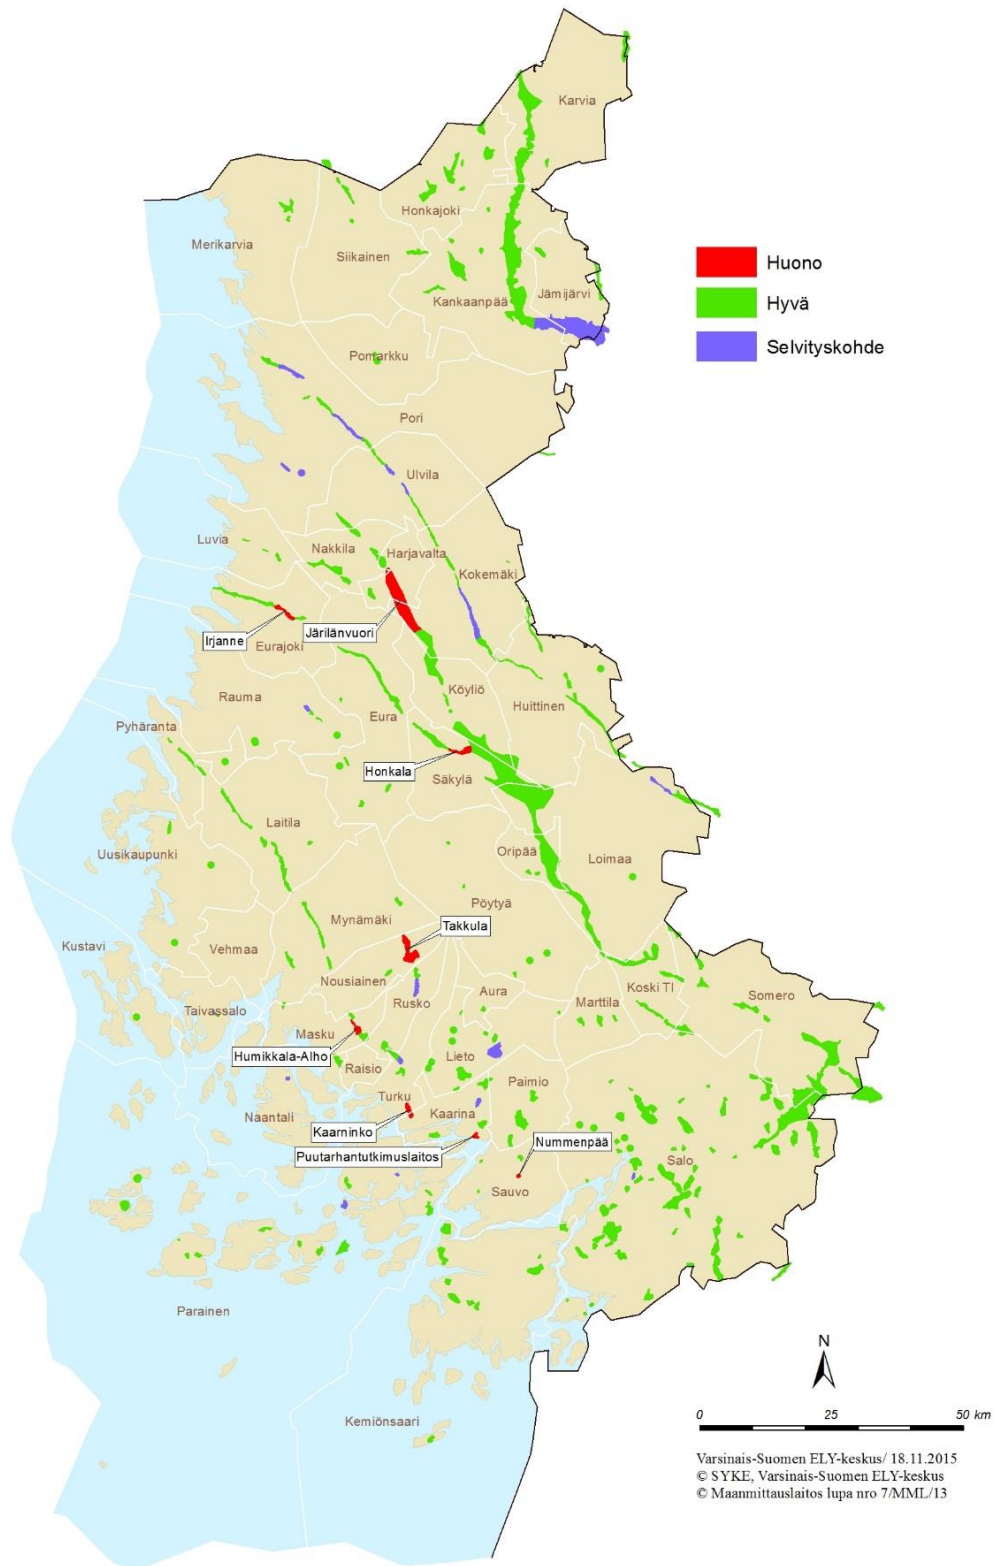 Karvia
Honkajoki
Merikarvia
Siikainen
Kankaanpää
Jämijärvi
Huono
Hyvä
Selvityskohde
Pomarkku
Pori
Ulvila
Luvia
Nakkila
Harjavalta
Kokemäki
Irjanne
Järilänvuori
Eurajoki
Rauma
Köyliö
Huittinen
Eura
Pyhäranta
Honkala
Säkylä
Laitila
Uusikaupunki
Oripää
Loimaa
Pöytyä
Mynämäki
Takkula
Kustavi
Vehmaa
Nousiainen
Rusko
Aura
Koski Tl
Marttila
Somero
Taivassalo
Masku
Humikkala-Alho
Raisio
Lieto
Paimio
Turku
Kaarina
Naantali
Kaarninko
Puutarhantutkimuslaitos
Nummenpää
Salo
Sauvo
Parainen
Kemiönsaari
N
0 25 50 km
Varsinais-Suomen ELY-keskus/ 18.11.2015
© SYKE, Varsinais-Suomen ELY-keskus
© Maanmittauslaitos lupa nro 7/MML/13